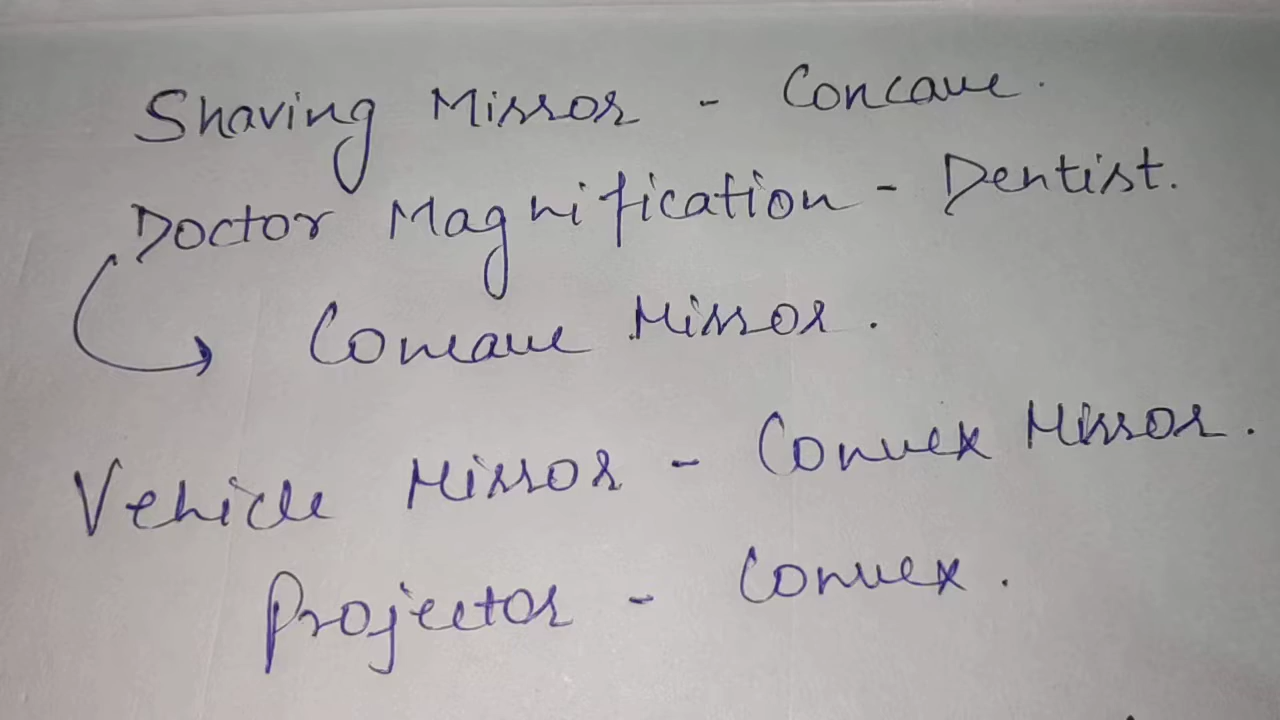 Shaving Mirror - Concave.
Doctor Magnification - Dentist.
Concave Mirror.
Vehicle Mirror - Convex Mirror.
Projector - Convex.